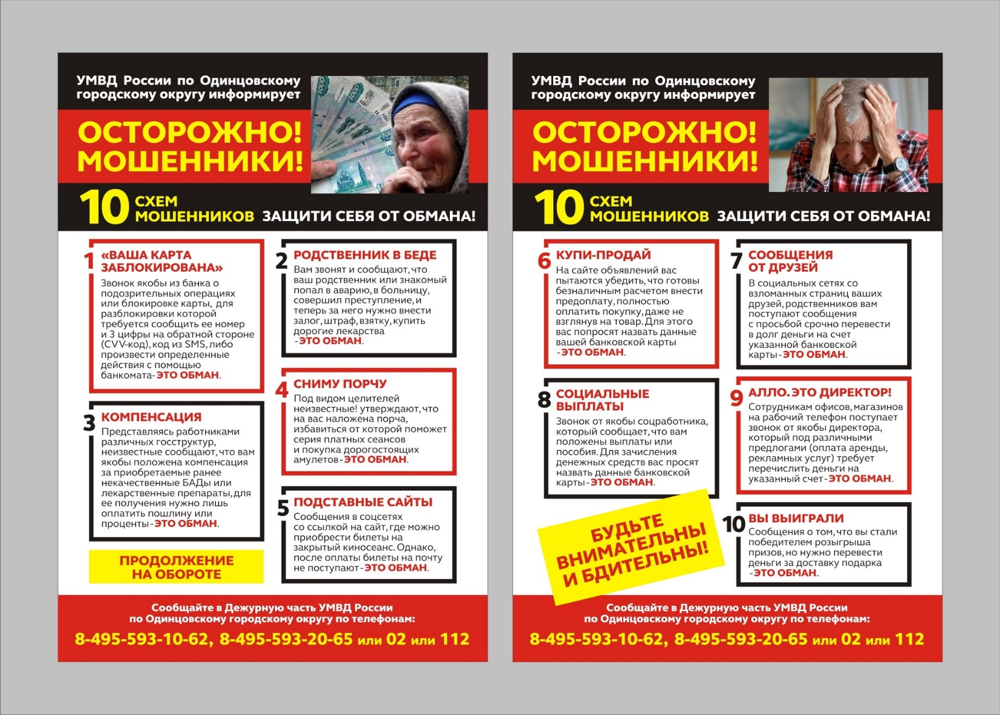 УМВД России по Одинцовскому
городскому округу информирует
ОСТОРОЖНО!
МОШЕННИКИ!
10 СХЕМ
МОШЕННИКОВ ЗАЩИТИ СЕБЯ ОТ ОБМАНА!
1 «ВАША КАРТА
ЗАБЛОКИРОВАНА»
Звонок якобы из банка о
подозрительных операциях
или блокировке карты, для
разблокировки которой
требуется сообщить ее номер
и 3 цифры на обратной стороне
(CVV-код), код из SMS, либо
произвести определенные
действия с помощью
банкомата-ЭТО ОБМАН.
2 РОДСТВЕННИК В БЕДЕ
Вам звонят и сообщают, что
ваш родственник или знакомый
попал в аварию, в больницу,
совершил преступление, и
теперь за него нужно внести
залог, штраф, взятку, купить
дорогие лекарства
-ЭТО ОБМАН.
3 КОМПЕНСАЦИЯ
Представляясь работниками
различных госструктур,
неизвестные сообщают, что вам
якобы положена компенсация
за приобретаемые ранее
некачественные БАДы или
лекарственные препараты, для
ее получения нужно лишь
оплатить пошлину или
проценты-ЭТО ОБМАН.
4 СНИМУ ПОРЧУ
Под видом целителей
неизвестные! утверждают, что
на вас наложена порча,
избавиться от которой поможет
серия платных сеансов
и покупка дорогостоящих
амулетов-ЭТО ОБМАН.
5 ПОДСТАВНЫЕ САЙТЫ
Сообщения в соцсетях
со ссылкой на сайт, где можно
приобрести билеты на
закрытый киносеанс. Однако,
после оплаты билеты на почту
не поступают-ЭТО ОБМАН.
ПРОДОЛЖЕНИЕ
НА ОБОРОТЕ
Сообщайте в Дежурную часть УМВД России
по Одинцовскому городскому округу по телефонам:
8-495-593-10-62, 8-495-593-20-65 или 02 или 112
УМВД России по Одинцовскому
городскому округу информирует
ОСТОРОЖНО!
МОШЕННИКИ!
10 СХЕМ
МОШЕННИКОВ ЗАЩИТИ СЕБЯ ОТ ОБМАНА!
6 КУПИ-ПРОДАЙ
На сайте объявлений вас
пытаются убедить, что готовы
безналичным расчетом внести
предоплату, полностью
оплатить покупку, даже не
взглянув на товар. Для этого
вас попросят назвать данные
вашей банковской карты
-ЭТО ОБМАН.
7 СООБЩЕНИЯ
ОТ ДРУЗЕЙ
В социальных сетях со
взломанных страниц ваших
друзей, родственников вам
поступают сообщения
с просьбой срочно перевести
в долг деньги на счет
указанной банковской
карты-ЭТО ОБМАН.
8 СОЦИАЛЬНЫЕ
ВЫПЛАТЫ
Звонок от якобы соцработника,
который сообщает, что вам
положены выплаты или
пособия. Для зачисления
денежных средств вас просят
назвать данные банковской
карты-ЭТО ОБМАН.
9 АЛЛО. ЭТО ДИРЕКТОР!
Сотрудникам офисов, магазинов
на рабочий телефон поступает
звонок от якобы директора,
который под различными
предлогами (оплата аренды,
рекламных услуг) требует
перечислить деньги на
указанный счет-ЭТО ОБМАН.
10 ВЫ ВЫИГРАЛИ
Сообщения о том, что вы стали
победителем розыгрыша
призов, но нужно перевести
деньги за доставку подарка
-ЭТО ОБМАН.
БУДЬТЕ
ВНИМАТЕЛЬНЫ
И БДИТЕЛЬНЫ!
Сообщайте в Дежурную часть УМВД России
по Одинцовскому городскому округу по телефонам:
8-495-593-10-62, 8-495-593-20-65 или 02 или 112